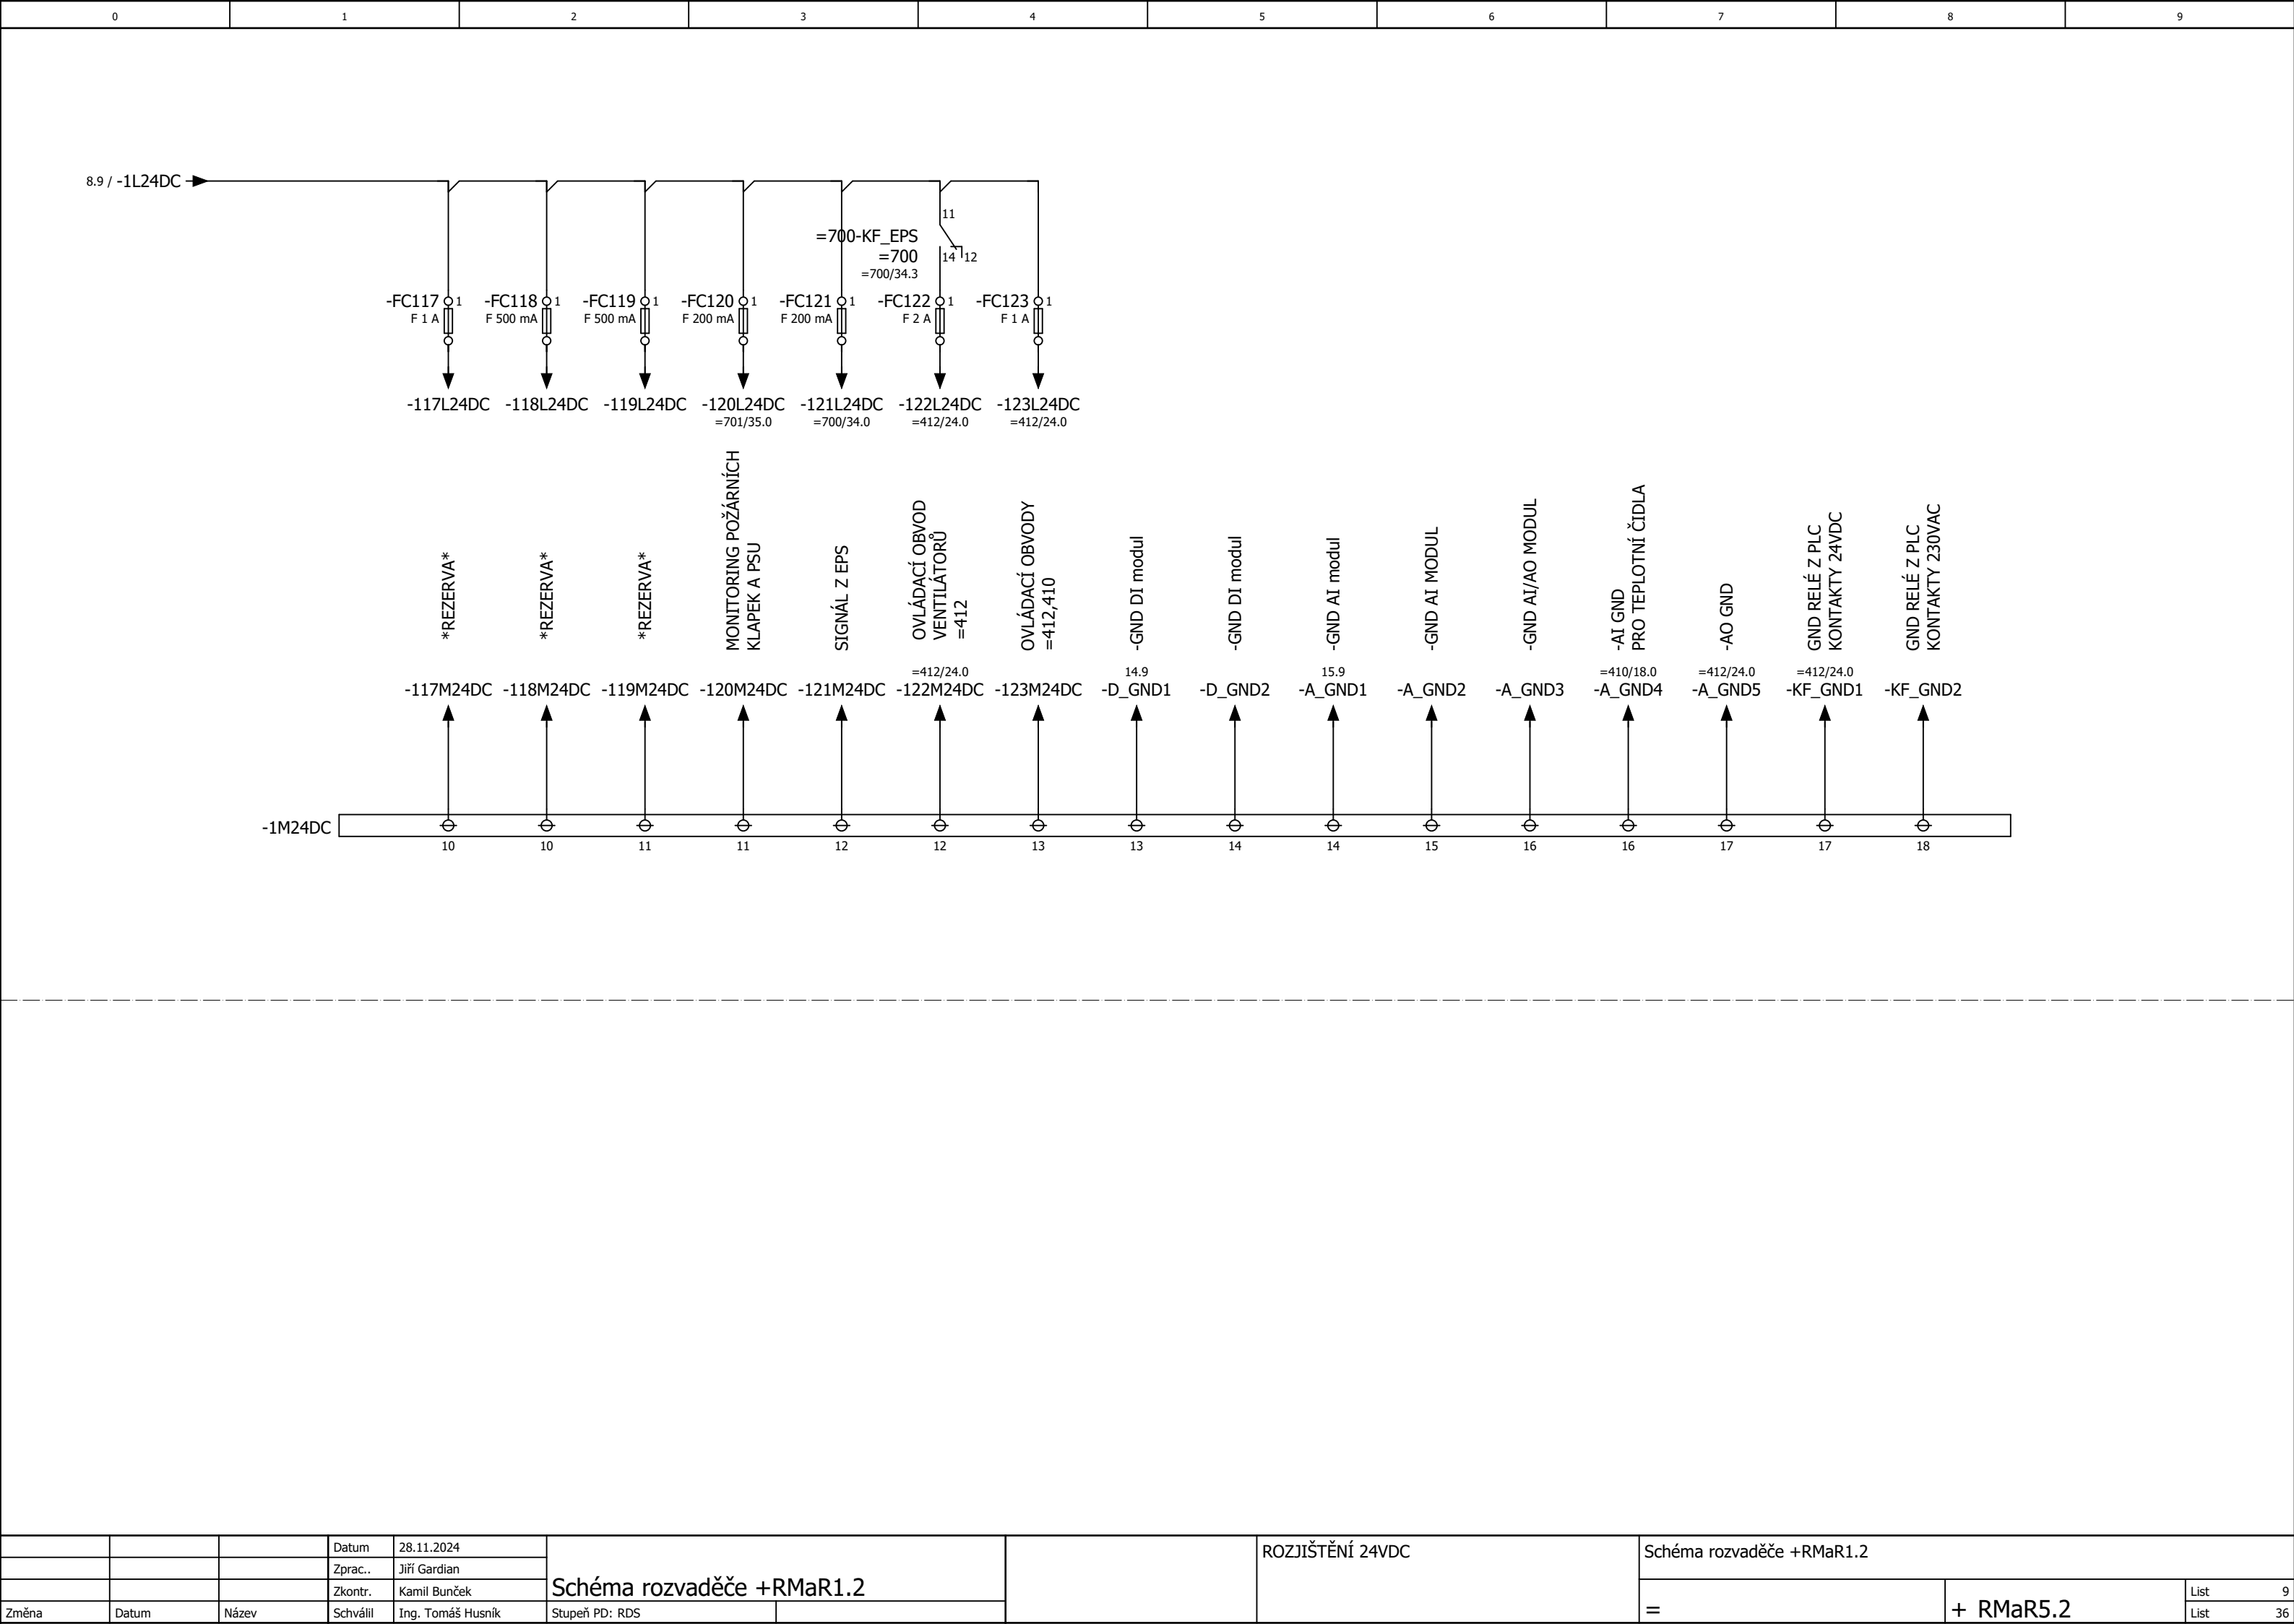 0 1 2 3 4 5 6 7 8 9
8.9 / -1L24DC
11
=700-KF_EPS
=700
14 12
=700/34.3
-FC117 1 -FC118 1 -FC119 1 -FC120 1 -FC121 1 -FC122 1 -FC123 1
F 1 A F 500 mA F 500 mA F 200 mA F 200 mA F 2 A F 1 A
-117L24DC -118L24DC -119L24DC -120L24DC -121L24DC -122L24DC -123L24DC
=701/35.0 =700/34.0 =412/24.0 =412/24.0
*REZERVA*
*REZERVA*
*REZERVA*
MONITORING POŽÁRNÍCH
KLAPEK A PSU
SIGNÁL Z EPS
OVLÁDACÍ OBVOD
VENTILÁTORŮ
=412
OVLÁDACÍ OBVODY
=412,410
-GND DI modul
-GND DI modul
-GND AI modul
-GND AI MODUL
-GND AI/AO MODUL
-AI GND
PRO TEPLOTNÍ ČIDLA
-AO GND
GND RELÉ Z PLC
KONTAKTY 24VDC
GND RELÉ Z PLC
KONTAKTY 230VAC
=412/24.0 14.9 15.9 =410/18.0 =412/24.0 =412/24.0
-117M24DC -118M24DC -119M24DC -120M24DC -121M24DC -122M24DC -123M24DC -D_GND1 -D_GND2 -A_GND1 -A_GND2 -A_GND3 -A_GND4 -A_GND5 -KF_GND1 -KF_GND2
-1M24DC
10 10 11 11 12 12 13 13 14 14 15 16 16 17 17 18
Datum 28.11.2024
Zprac.. Jiří Gardian
Zkontr. Kamil Bunček
Změna Datum Název Schválil Ing. Tomáš Husník
Schéma rozvaděče +RMaR1.2
Stupeň PD: RDS
ROZJIŠTĚNÍ 24VDC
Schéma rozvaděče +RMaR1.2
= + RMaR5.2
List 9
List 36